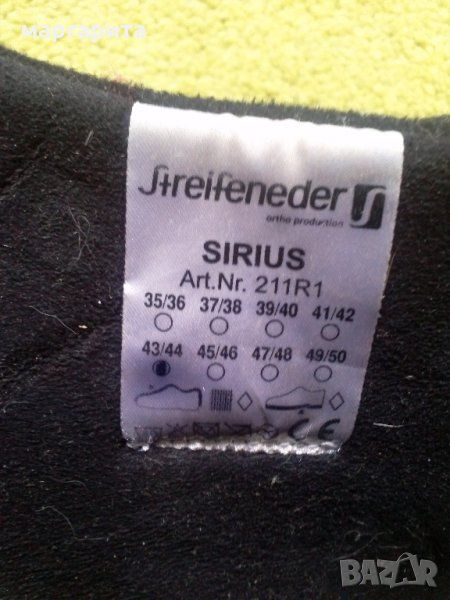 маргарита
Streifeneder
ortho production
SIRIUS
Art.Nr. 211R1
35/36 37/38 39/40 41/42
43/44 45/46 47/48 49/50
CE
BAZAR